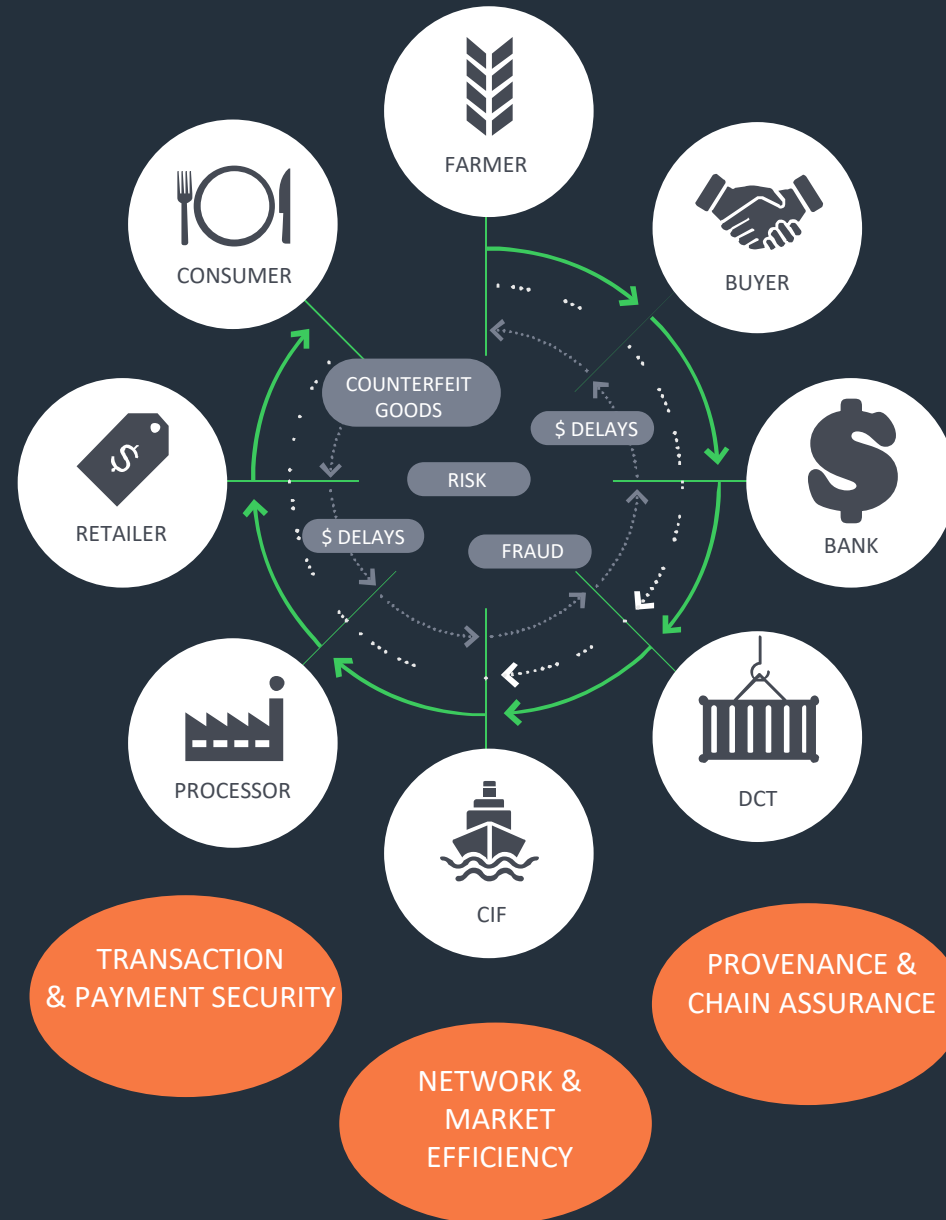 FARMER
CONSUMER
BUYER
COUNTERFEIT
GOODS
$ DELAYS
RISK
$
RETAILER
$
BANK
$ DELAYS
FRAUD
PROCESSOR
DCT
CIF
TRANSACTION
& PAYMENT SECURITY
PROVENANCE &
CHAIN ASSURANCE
NETWORK &
MARKET
EFFICIENCY